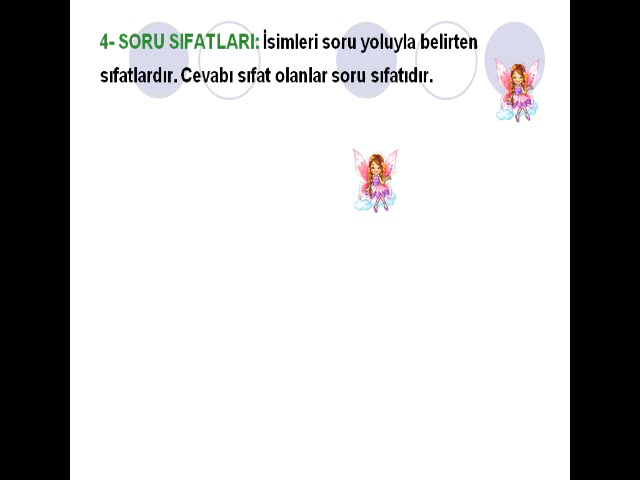 4- SORU SIFATLARI: İsimleri soru yoluyla belirten
sıfatlardır. Cevabı sıfat olanlar soru sıfatıdır.